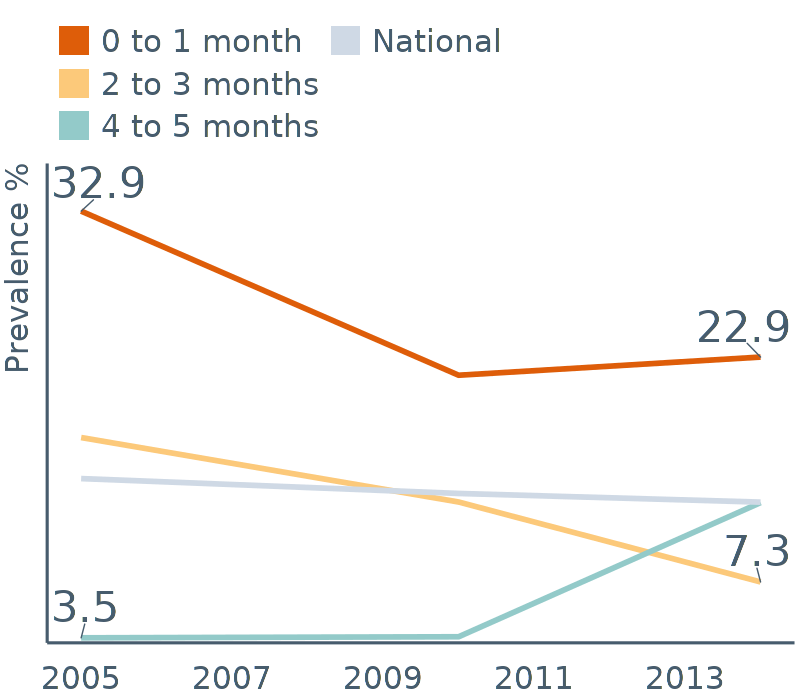 0 to 1 month
National
2 to 3 months
4 to 5 months
Prevalence %
32.9
22.9
7.3
3.5
2005 2007 2009 2011 2013